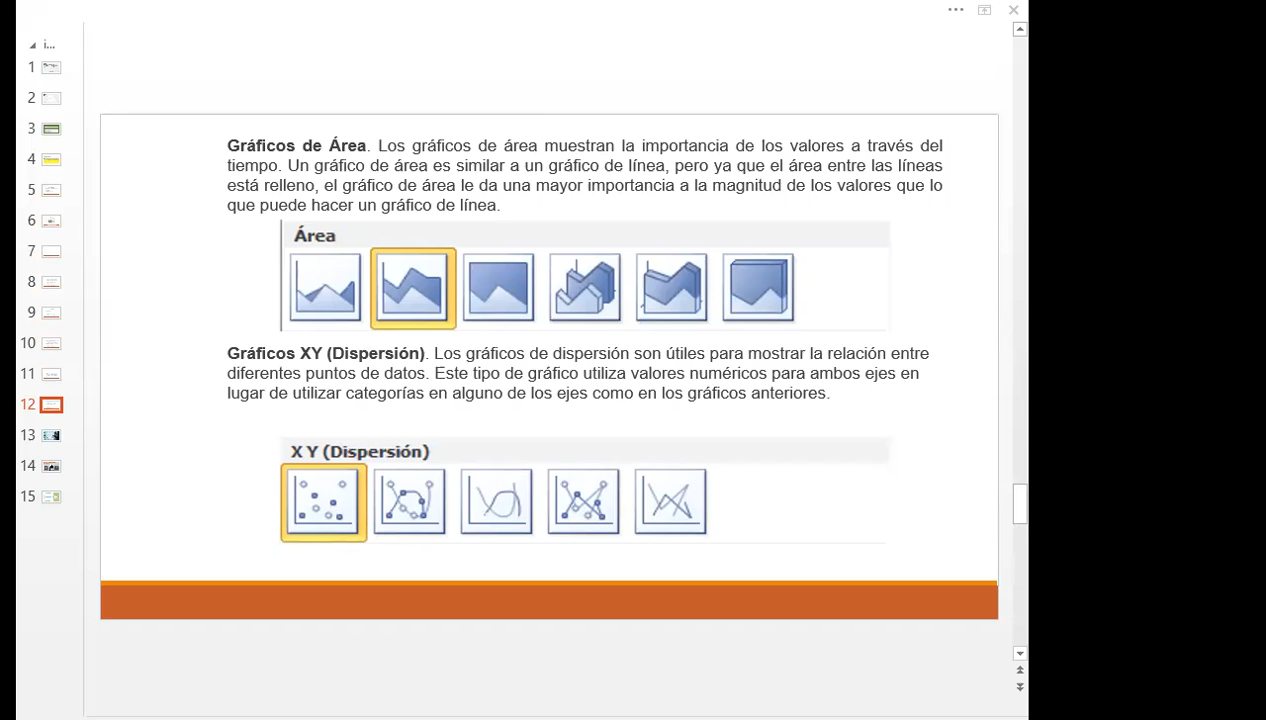 i...
1
2
3
4
5
6
7
8
9
10
11
12
13
14
15
Gráficos de Área. Los gráficos de área muestran la importancia de los valores a través del
tiempo. Un gráfico de área es similar a un gráfico de línea, pero ya que el área entre las líneas
está relleno, el gráfico de área le da una mayor importancia a la magnitud de los valores que lo
que puede hacer un gráfico de línea.
Área
Gráficos XY (Dispersión). Los gráficos de dispersión son útiles para mostrar la relación entre
diferentes puntos de datos. Este tipo de gráfico utiliza valores numéricos para ambos ejes en
lugar de utilizar categorías en alguno de los ejes como en los gráficos anteriores.
X Y (Dispersión)